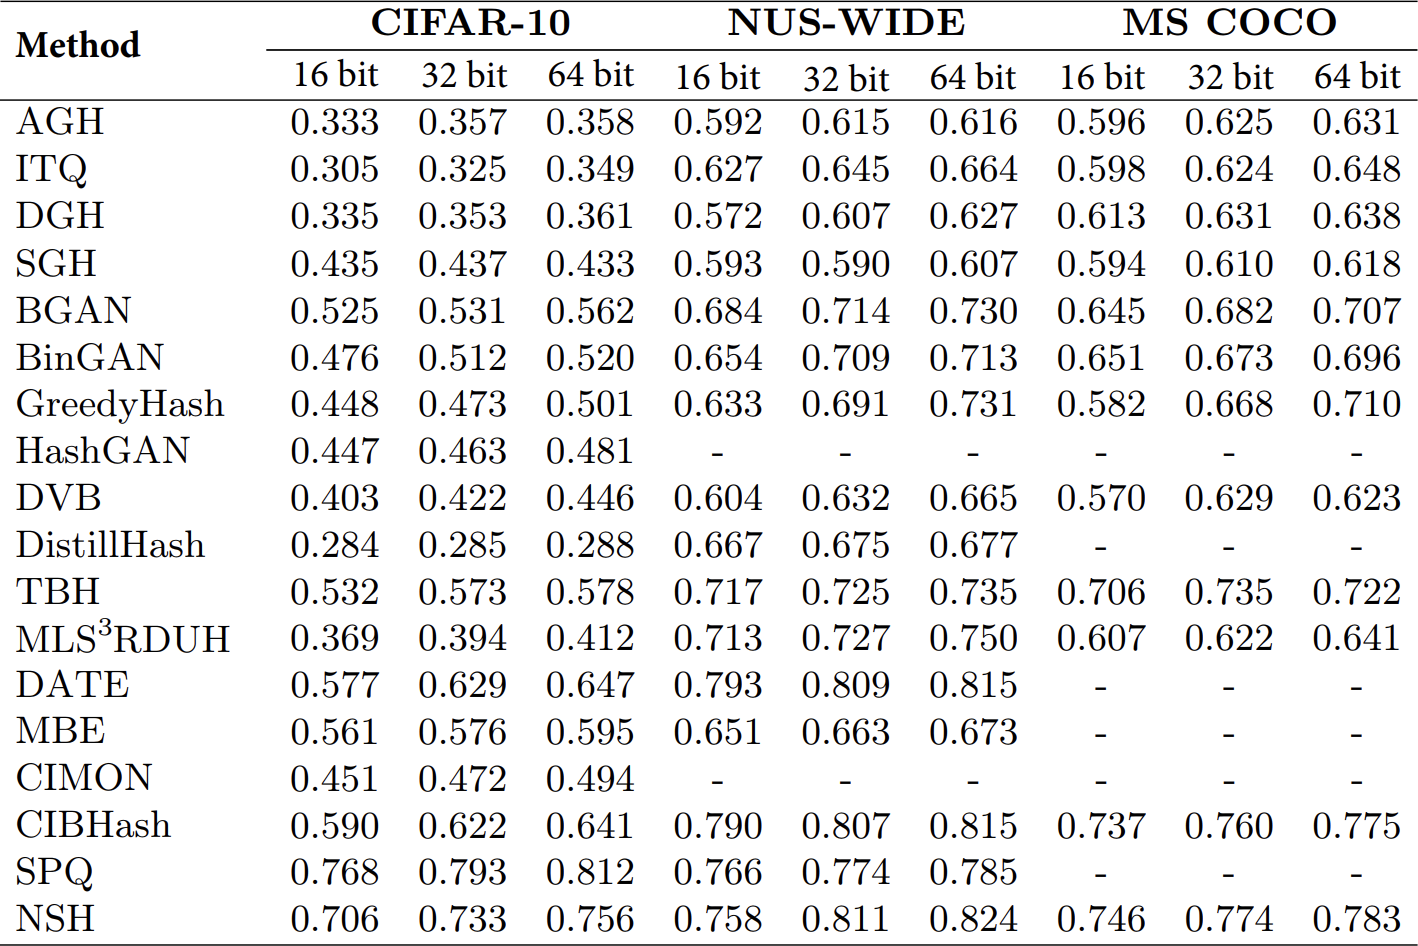 Method CIFAR-10 NUS-WIDE MS COCO
16 bit 32 bit 64 bit 16 bit 32 bit 64 bit 16 bit 32 bit 64 bit
AGH 0.333 0.357 0.358 0.592 0.615 0.616 0.596 0.625 0.631
ITQ 0.305 0.325 0.349 0.627 0.645 0.664 0.598 0.624 0.648
DGH 0.335 0.353 0.361 0.572 0.607 0.627 0.613 0.631 0.638
SGH 0.435 0.437 0.433 0.593 0.590 0.607 0.594 0.610 0.618
BGAN 0.525 0.531 0.562 0.684 0.714 0.730 0.645 0.682 0.707
BinGAN 0.476 0.512 0.520 0.654 0.709 0.713 0.651 0.673 0.696
GreedyHash 0.448 0.473 0.501 0.633 0.691 0.731 0.582 0.668 0.710
HashGAN 0.447 0.463 0.481 - - - - - -
DVB 0.403 0.422 0.446 0.604 0.632 0.665 0.570 0.629 0.623
DistillHash 0.284 0.285 0.288 0.667 0.675 0.677 - - -
TBH 0.532 0.573 0.578 0.717 0.725 0.735 0.706 0.735 0.722
MLS³RDUH 0.369 0.394 0.412 0.713 0.727 0.750 0.607 0.622 0.641
DATE 0.577 0.629 0.647 0.793 0.809 0.815 - - -
MBE 0.561 0.576 0.595 0.651 0.663 0.673 - - -
CIMON 0.451 0.472 0.494 - - - - - -
CIBHash 0.590 0.622 0.641 0.790 0.807 0.815 0.737 0.760 0.775
SPQ 0.768 0.793 0.812 0.766 0.774 0.785 - - -
NSH 0.706 0.733 0.756 0.758 0.811 0.824 0.746 0.774 0.783